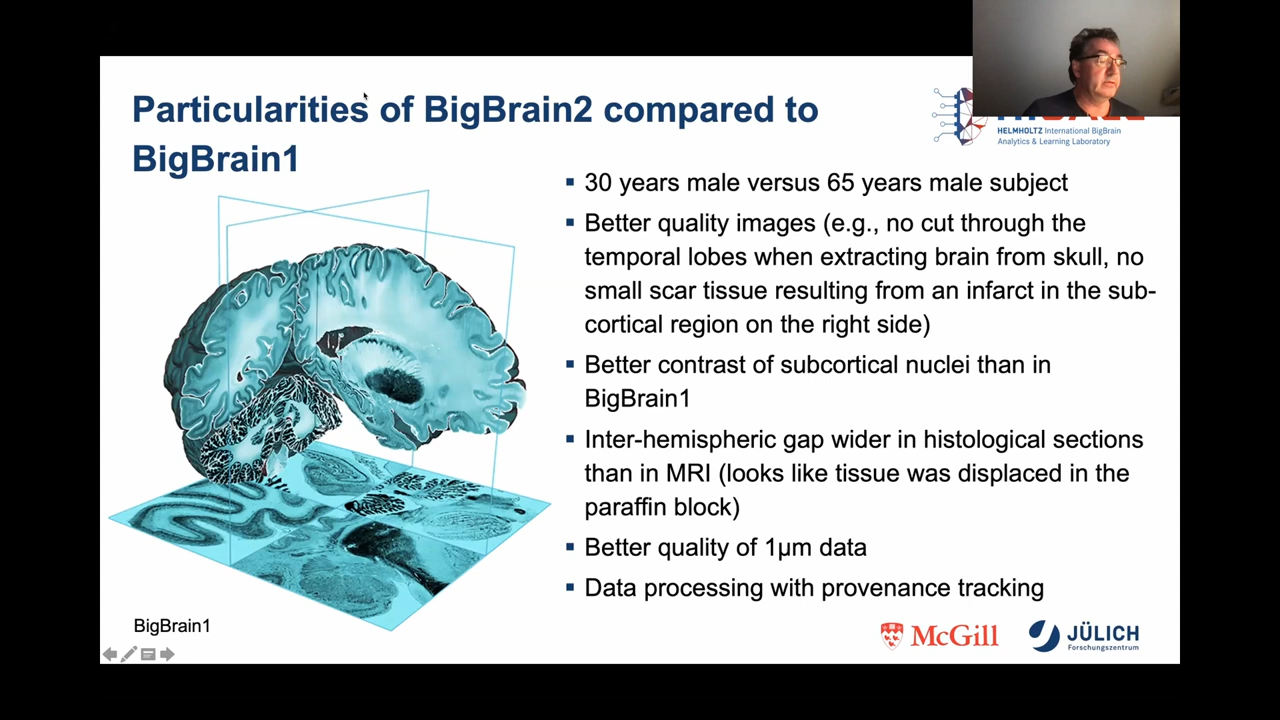 Particularities of BigBrain2 compared to
BigBrain1
HELMHOLTZ International BigBrain
Analytics & Learning Laboratory
▪ 30 years male versus 65 years male subject
▪ Better quality images (e.g., no cut through the
temporal lobes when extracting brain from skull, no
small scar tissue resulting from an infarct in the sub-
cortical region on the right side)
▪ Better contrast of subcortical nuclei than in
BigBrain1
▪ Inter-hemispheric gap wider in histological sections
than in MRI (looks like tissue was displaced in the
paraffin block)
▪ Better quality of 1µm data
▪ Data processing with provenance tracking
BigBrain1
McGill
JÜLICH
Forschungszentrum